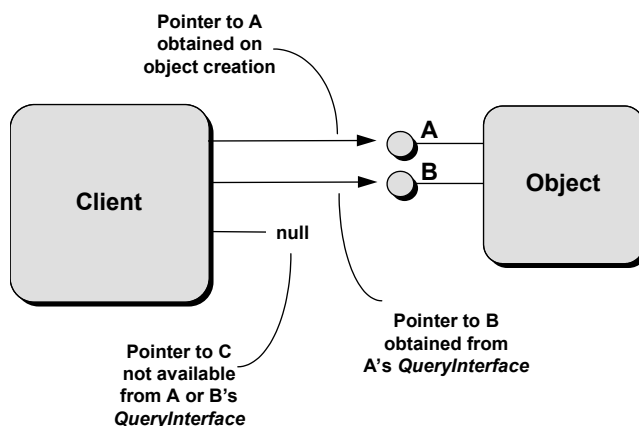 Pointer to A
obtained on
object creation
A
B
Client
Object
null
Pointer to B
obtained from
A's QueryInterface
Pointer to C
not available
from A or B's
QueryInterface